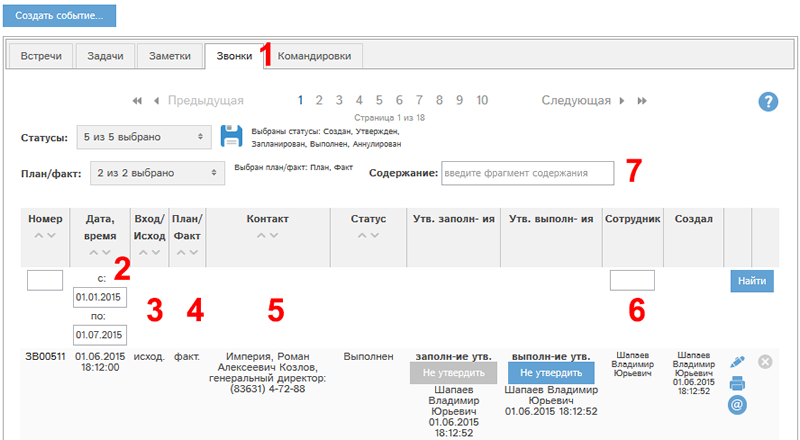 Создать событие...
Встречи Задачи Заметки Звонки 1 Командировки
Предыдущая 1 2 3 4 5 6 7 8 9 10 Следующая ?
Страница 1 из 18
Статусы: 5 из 5 выбрано Выбраны статусы: Создан, Утвержден,
Запланирован, Выполнен, Аннулирован
План/факт: 2 из 2 выбрано Выбран план/факт: План, Факт Содержание: введите фрагмент содержания 7
Номер Дата, Вход/ План/ Контакт Статус Утв. заполн- ия Утв. выполн- ия Сотрудник Создал
время Исход Факт
с: 2
Найти
01.01.2015
3 4 5 6
по:
01.07.2015
ЗВ00511 01.06.2015 исход. факт. Империя, Роман Выполнен заполн-ие утв. выполн-ие утв. Шапаев Шапаев
18:12:00 Алексеевич Козлов, Не утвердить Не утвердить Владимир Владимир
генеральный директор: Юрьевич Юрьевич
(83631) 4-72-88 Шапаев Шапаев Владимир 01.06.2015
Владимир Юрьевич 18:12:52
Юрьевич 01.06.2015 18:12:52 @
01.06.2015
18:12:52